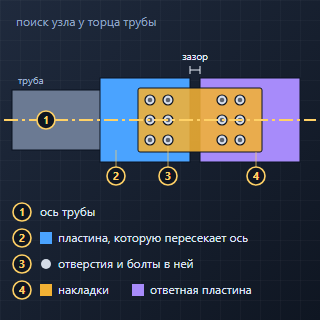 поиск узла у торца трубы
зазор
труба
1
2
3
4
1 ось трубы
2 пластина, которую пересекает ось
3 отверстия и болты в ней
4 накладки ответная пластина